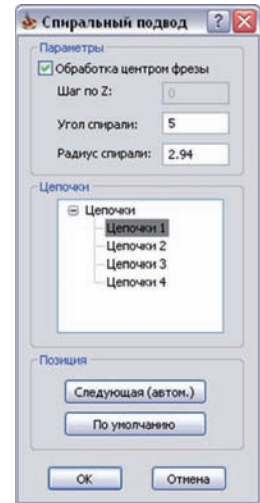 Спиральный подвод
Параметры
Обработка центром фрезы
Шаг по Z: 0
Угол спирали: 5
Радиус спирали: 2.94
Цепочки
Цепочки
Цепочки 1
Цепочки 2
Цепочки 3
Цепочки 4
Позиция
Следующая (автом.)
По умолчанию
ОК Отмена